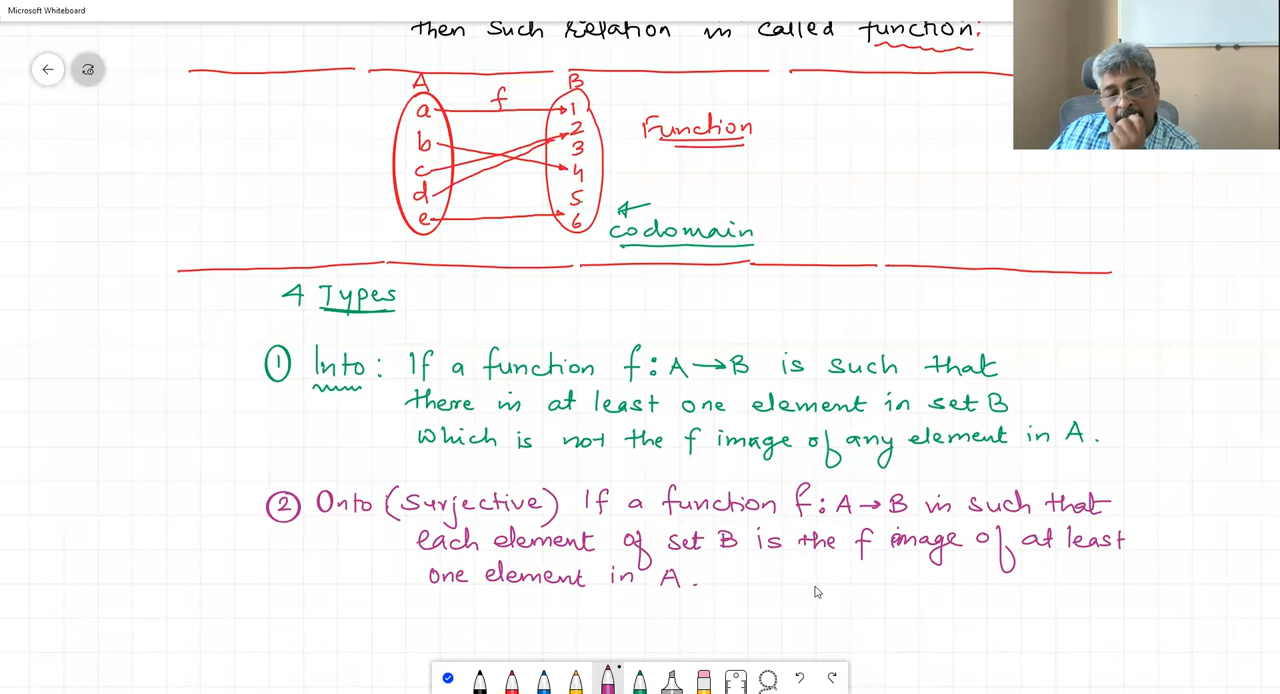 Microsoft Whiteboard
then such relation is called function:
A f B
a 1
b 2
c 3
d 4
e 5
6
Function
codomain
4 Types
① Into: If a function f: A→B is such that
there is at least one element in set B
which is not the f image of any element in A.
② Onto (Surjective) If a function f: A→B is such that
each element of set B is the f image of at least
one element in A.